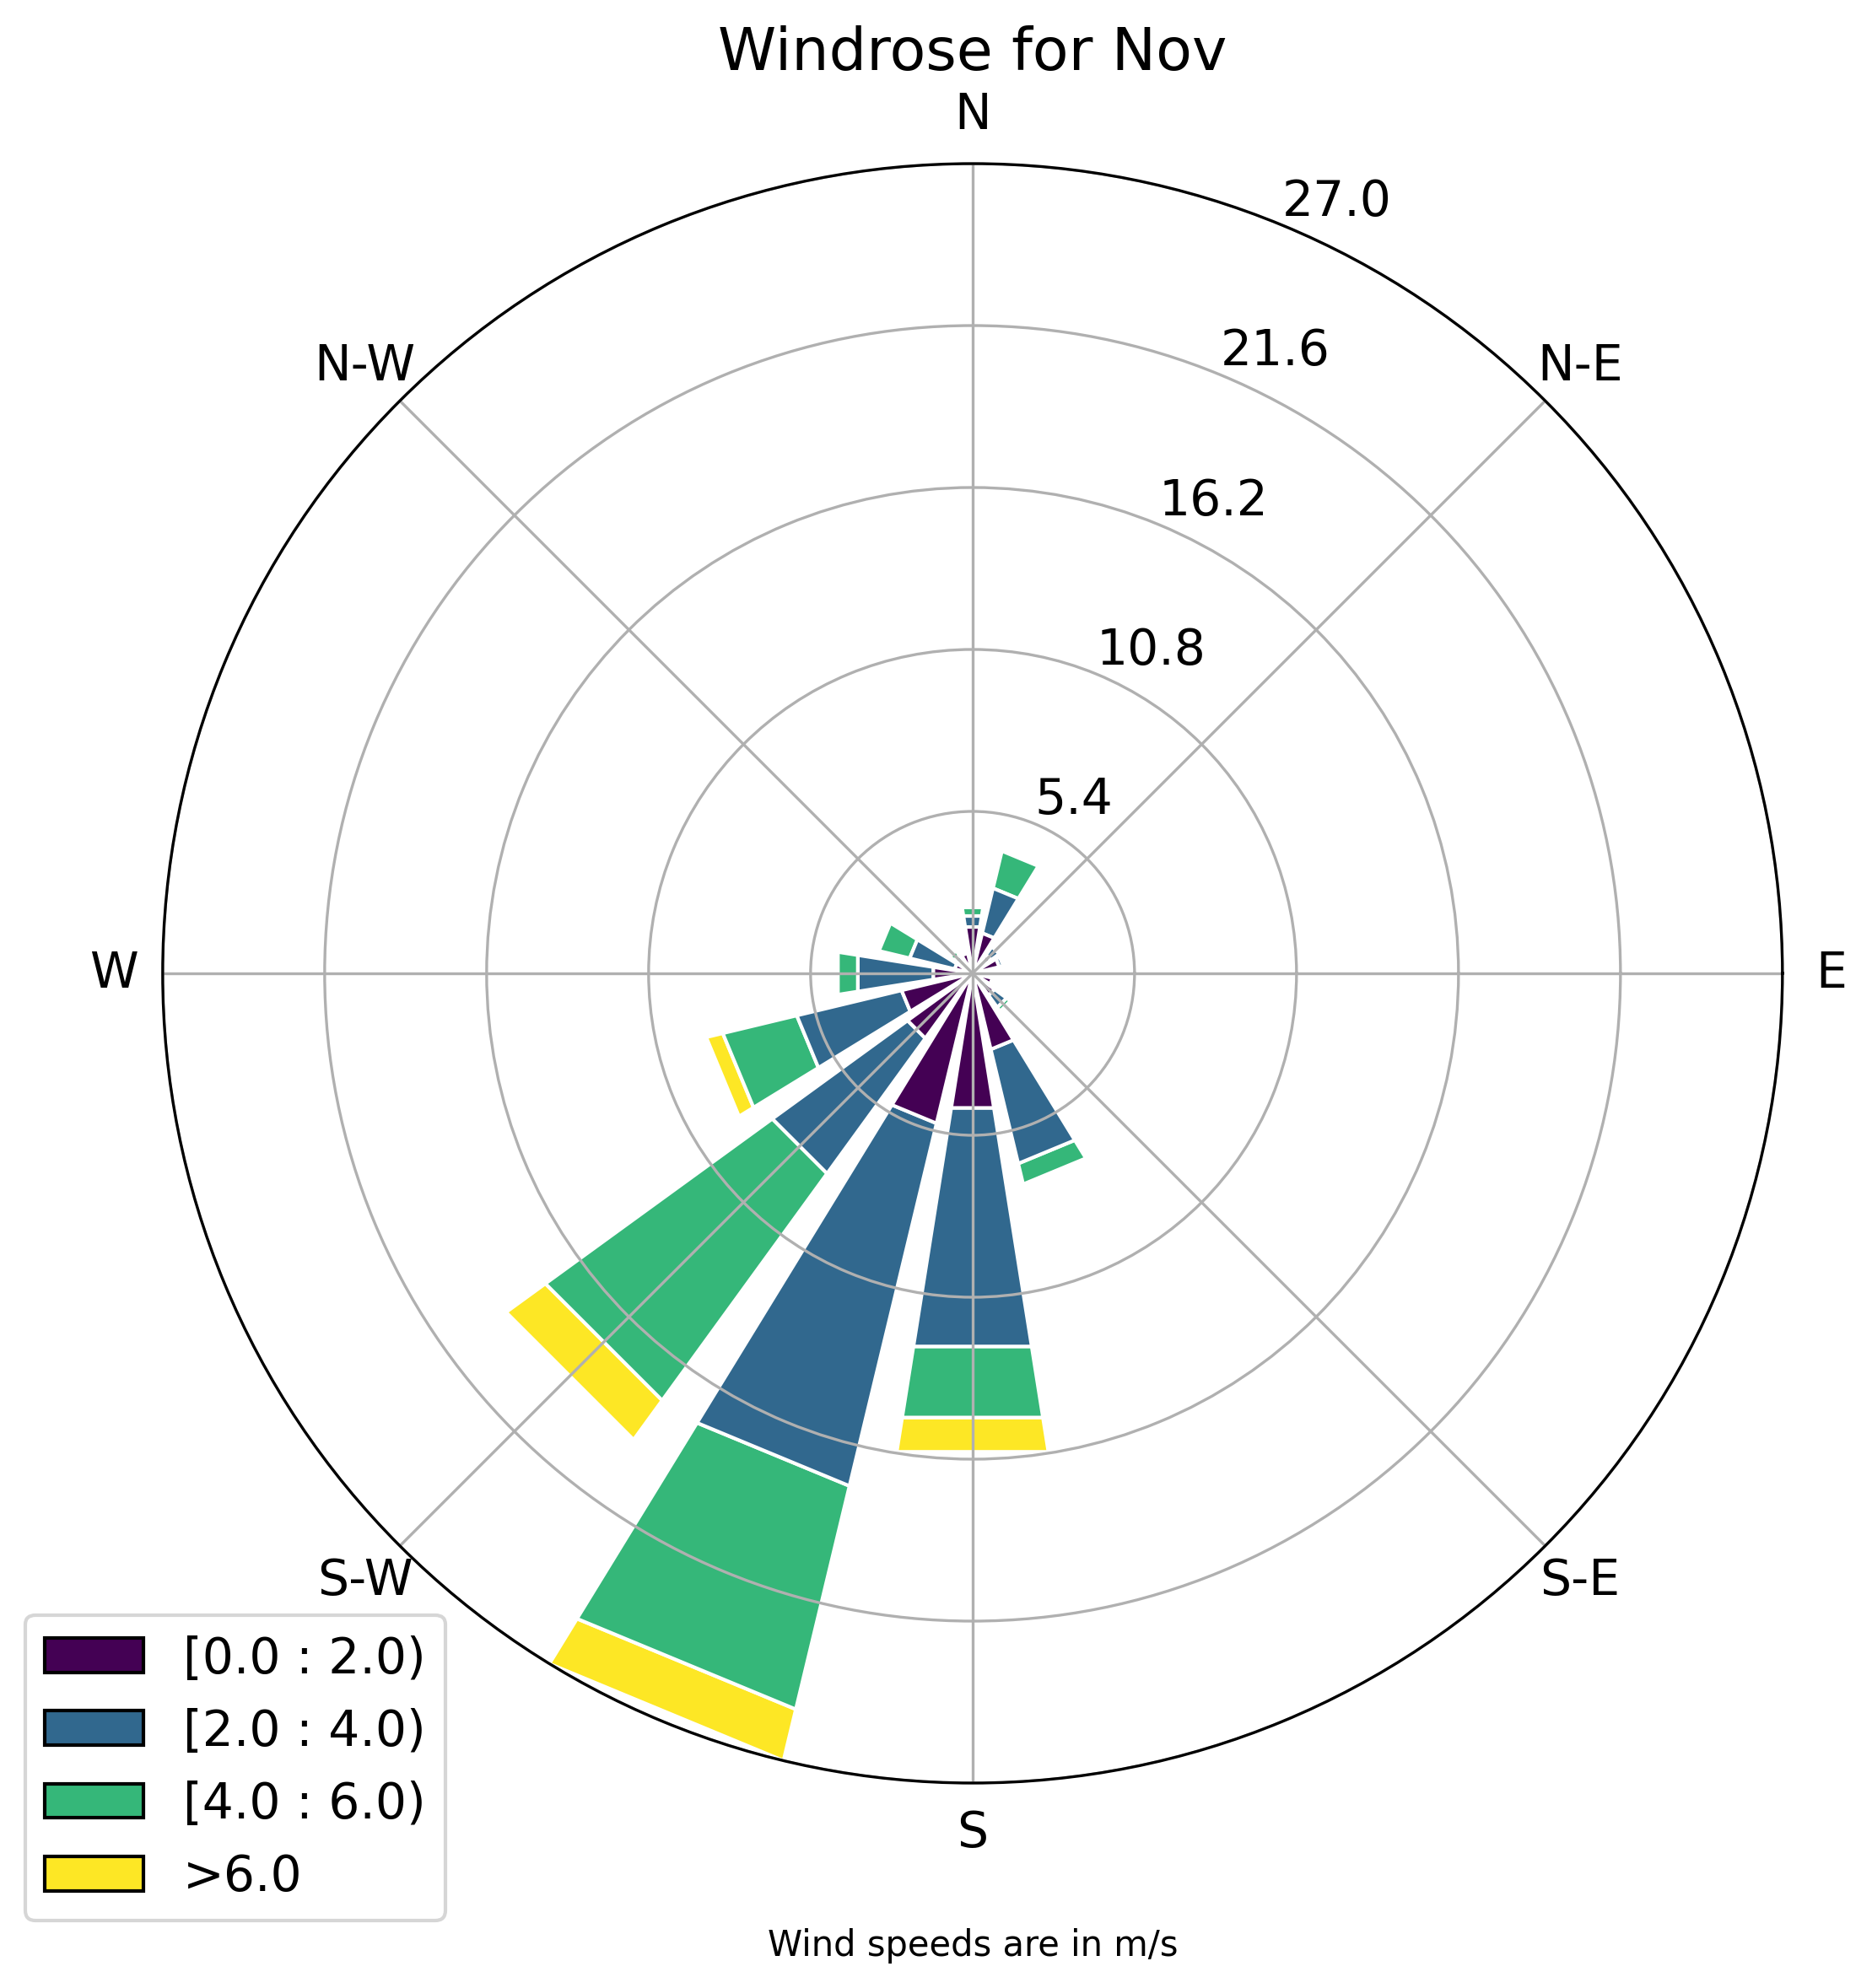 Windrose for Nov
N
27.0
21.6
N-W
N-E
16.2
10.8
5.4
W
E
S-W
S-E
[0.0 : 2.0)
[2.0 : 4.0)
[4.0 : 6.0)
S
>6.0
Wind speeds are in m/s